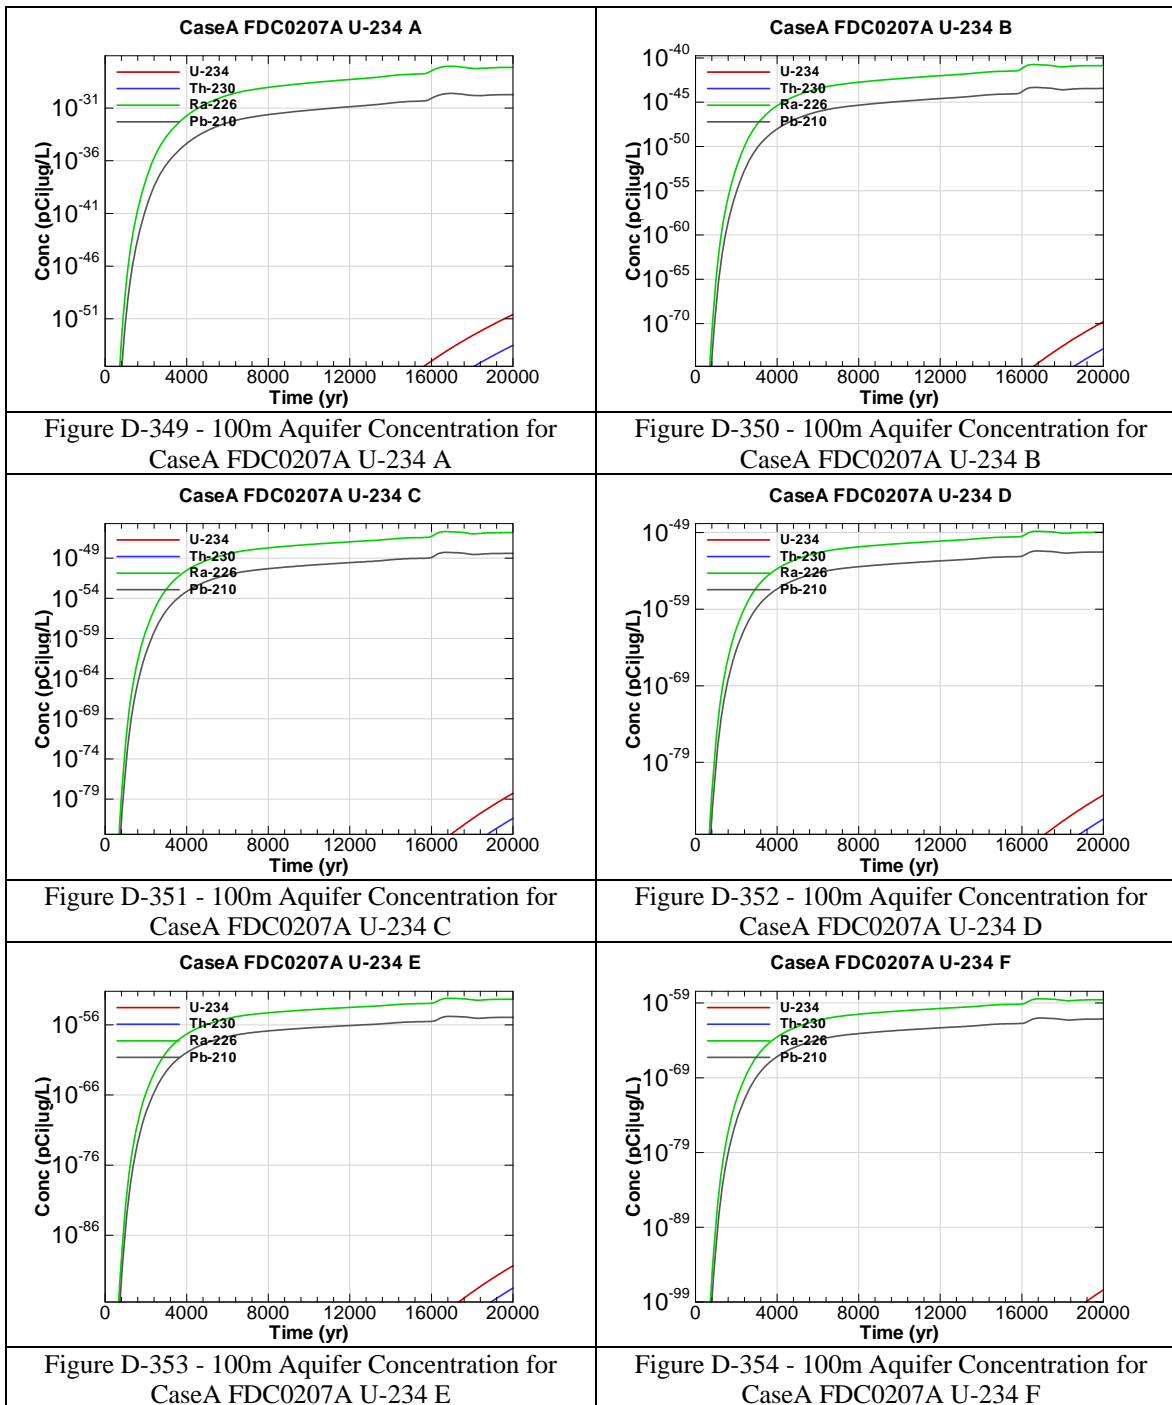 CaseA FDC0207A U-234 A
U-234
Th-230
Ra-226
Pb-210
10-31
10-36
10-41
10-46
10-51
Conc (pCi|ug/L)
0 4000 8000 12000 16000 20000
Time (yr)
Figure D-349 - 100m Aquifer Concentration for
CaseA FDC0207A U-234 A
CaseA FDC0207A U-234 B
U-234
Th-230
Ra-226
Pb-210
10-40
10-45
10-50
10-55
10-60
10-65
10-70
Conc (pCi|ug/L)
0 4000 8000 12000 16000 20000
Time (yr)
Figure D-350 - 100m Aquifer Concentration for
CaseA FDC0207A U-234 B
CaseA FDC0207A U-234 C
U-234
Th-230
Ra-226
Pb-210
10-49
10-54
10-59
10-64
10-69
10-74
10-79
Conc (pCi|ug/L)
0 4000 8000 12000 16000 20000
Time (yr)
Figure D-351 - 100m Aquifer Concentration for
CaseA FDC0207A U-234 C
CaseA FDC0207A U-234 D
U-234
Th-230
Ra-226
Pb-210
10-49
10-59
10-69
10-79
Conc (pCi|ug/L)
0 4000 8000 12000 16000 20000
Time (yr)
Figure D-352 - 100m Aquifer Concentration for
CaseA FDC0207A U-234 D
CaseA FDC0207A U-234 E
U-234
Th-230
Ra-226
Pb-210
10-56
10-66
10-76
10-86
Conc (pCi|ug/L)
0 4000 8000 12000 16000 20000
Time (yr)
Figure D-353 - 100m Aquifer Concentration for
CaseA FDC0207A U-234 E
CaseA FDC0207A U-234 F
U-234
Th-230
Ra-226
Pb-210
10-59
10-69
10-79
10-89
10-99
Conc (pCi|ug/L)
0 4000 8000 12000 16000 20000
Time (yr)
Figure D-354 - 100m Aquifer Concentration for
CaseA FDC0207A U-234 F